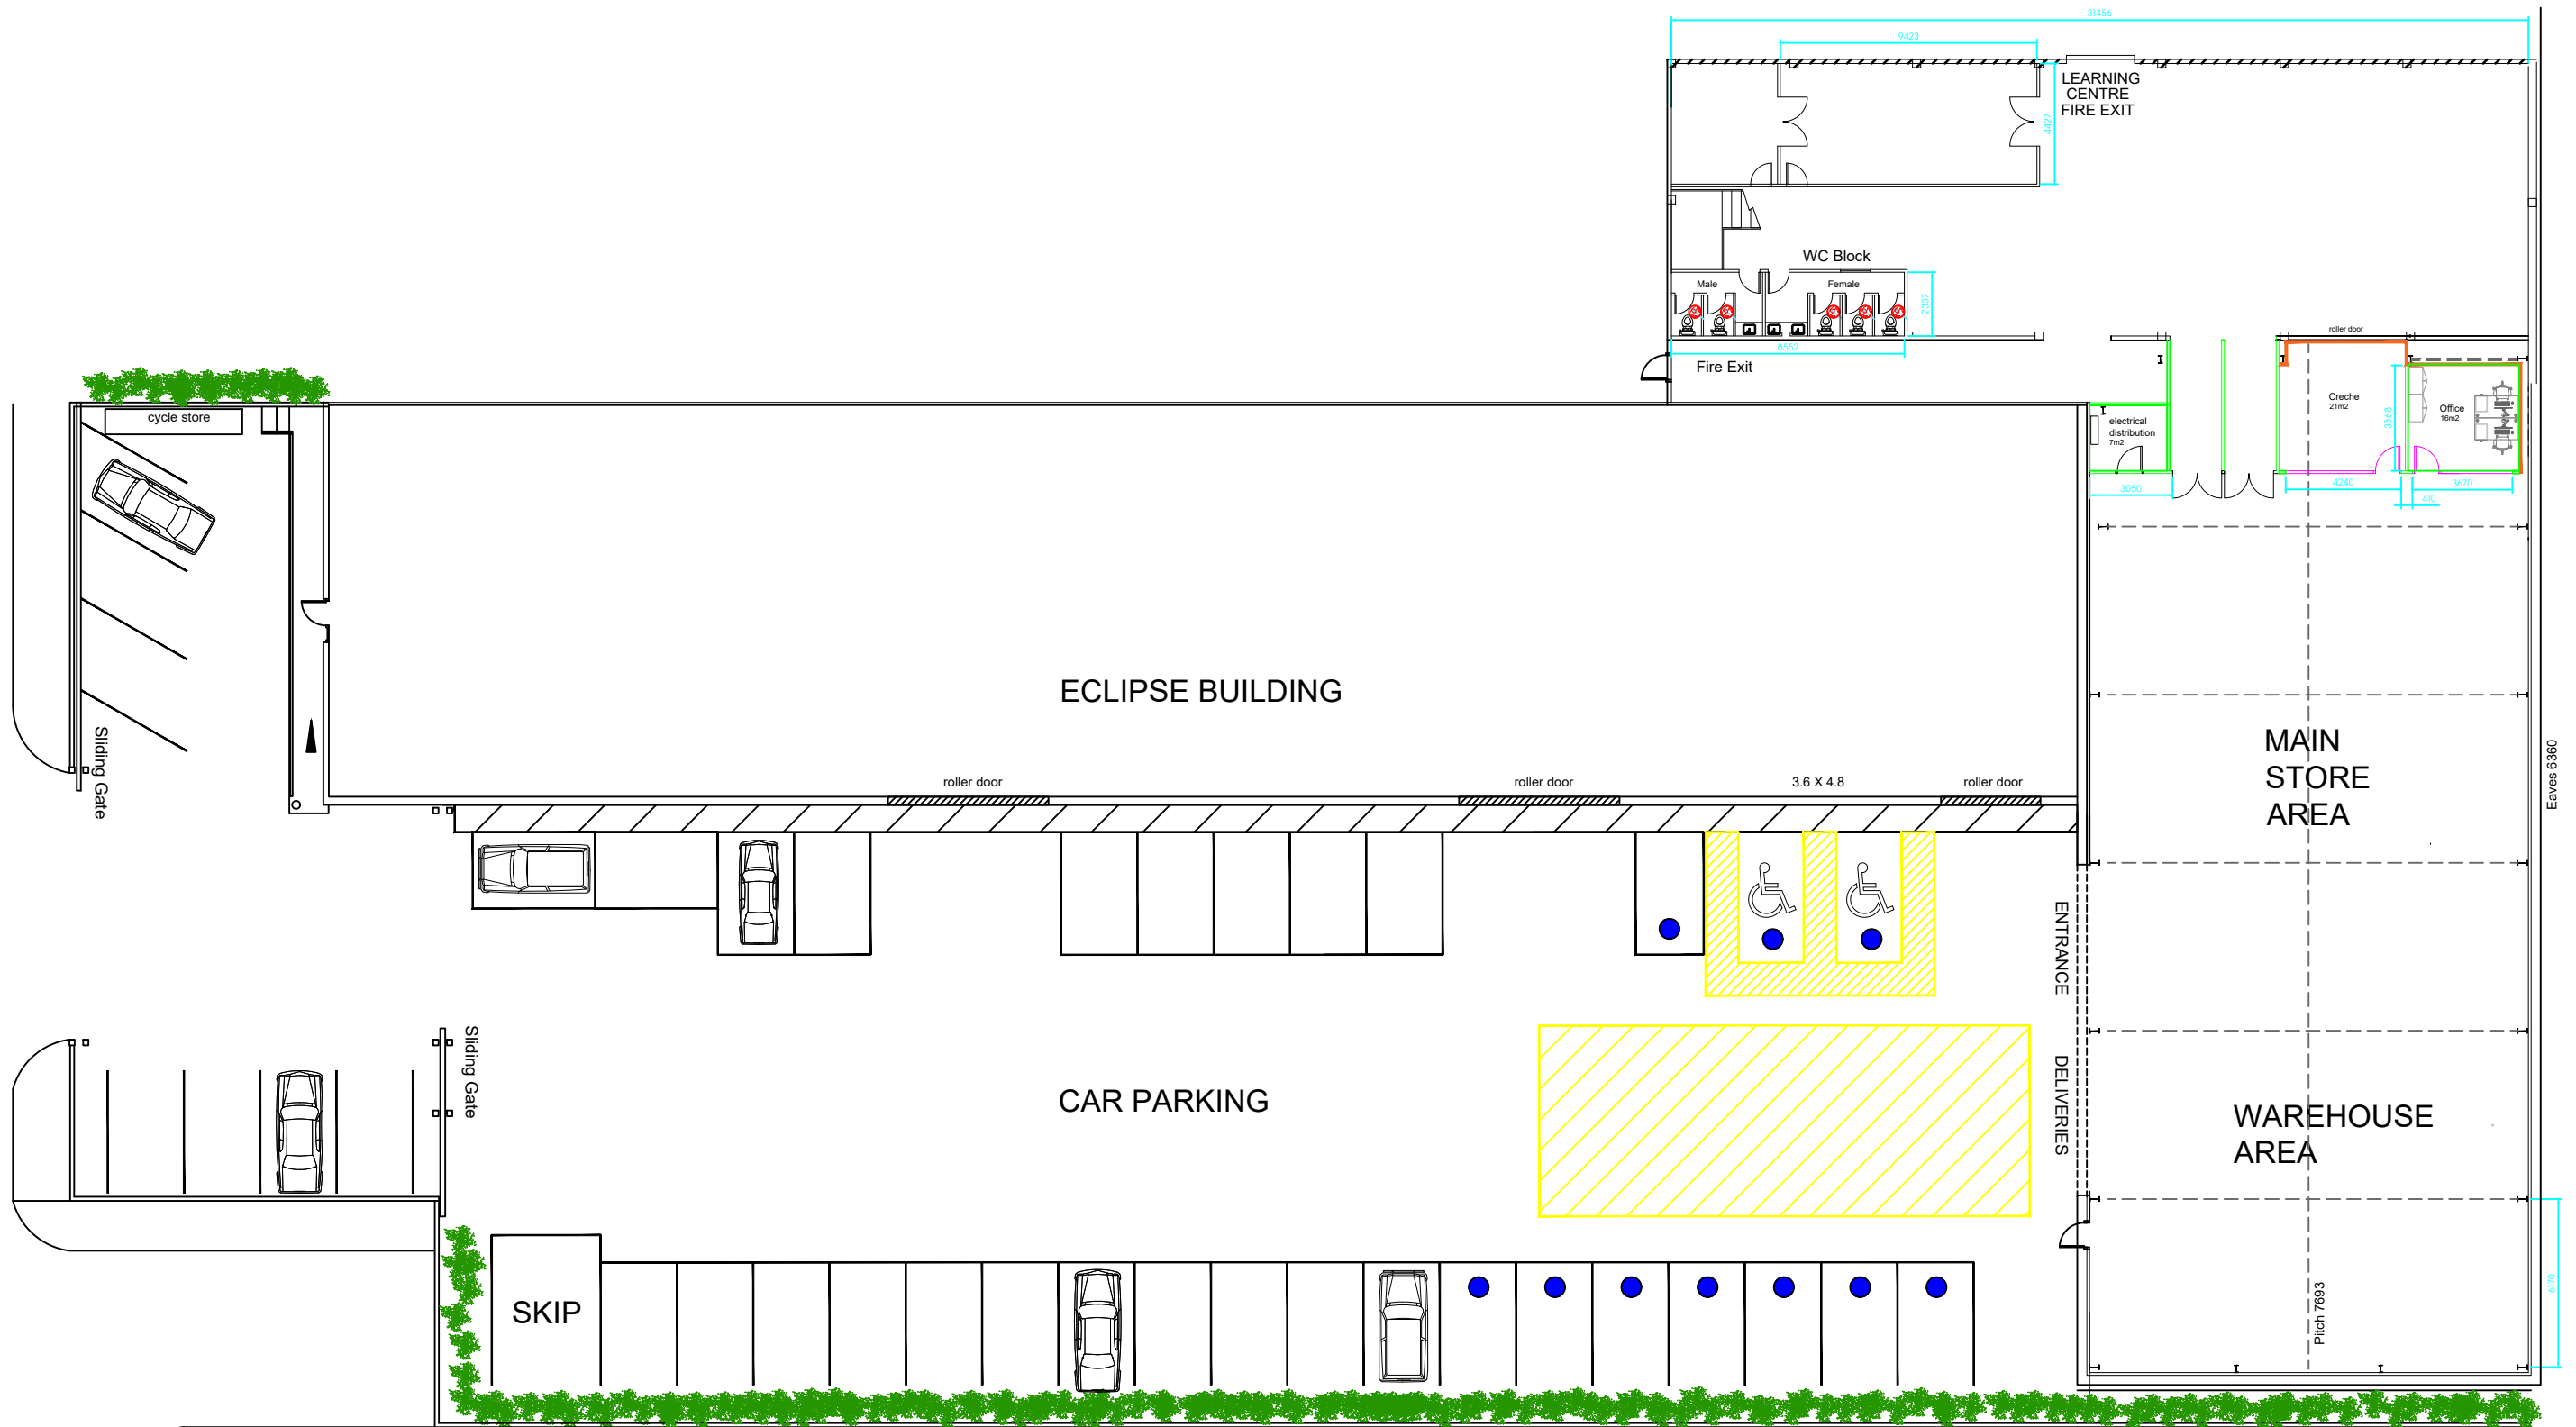 31456
9423
LEARNING
CENTRE
FIRE EXIT
4427
WC Block
Male
Female
2337
6552
Fire Exit
roller door
cycle store
Creche
21m2
Office
16m2
3868
electrical
distribution
7m2
3050
4240
3670
410
ECLIPSE BUILDING
Sliding Gate
roller door
roller door
3.6 X 4.8
roller door
MAIN
STORE
AREA
Eaves 6360
ENTRANCE
Sliding Gate
CAR PARKING
DELIVERIES
WAREHOUSE
AREA
6170
SKIP
Pitch 7693